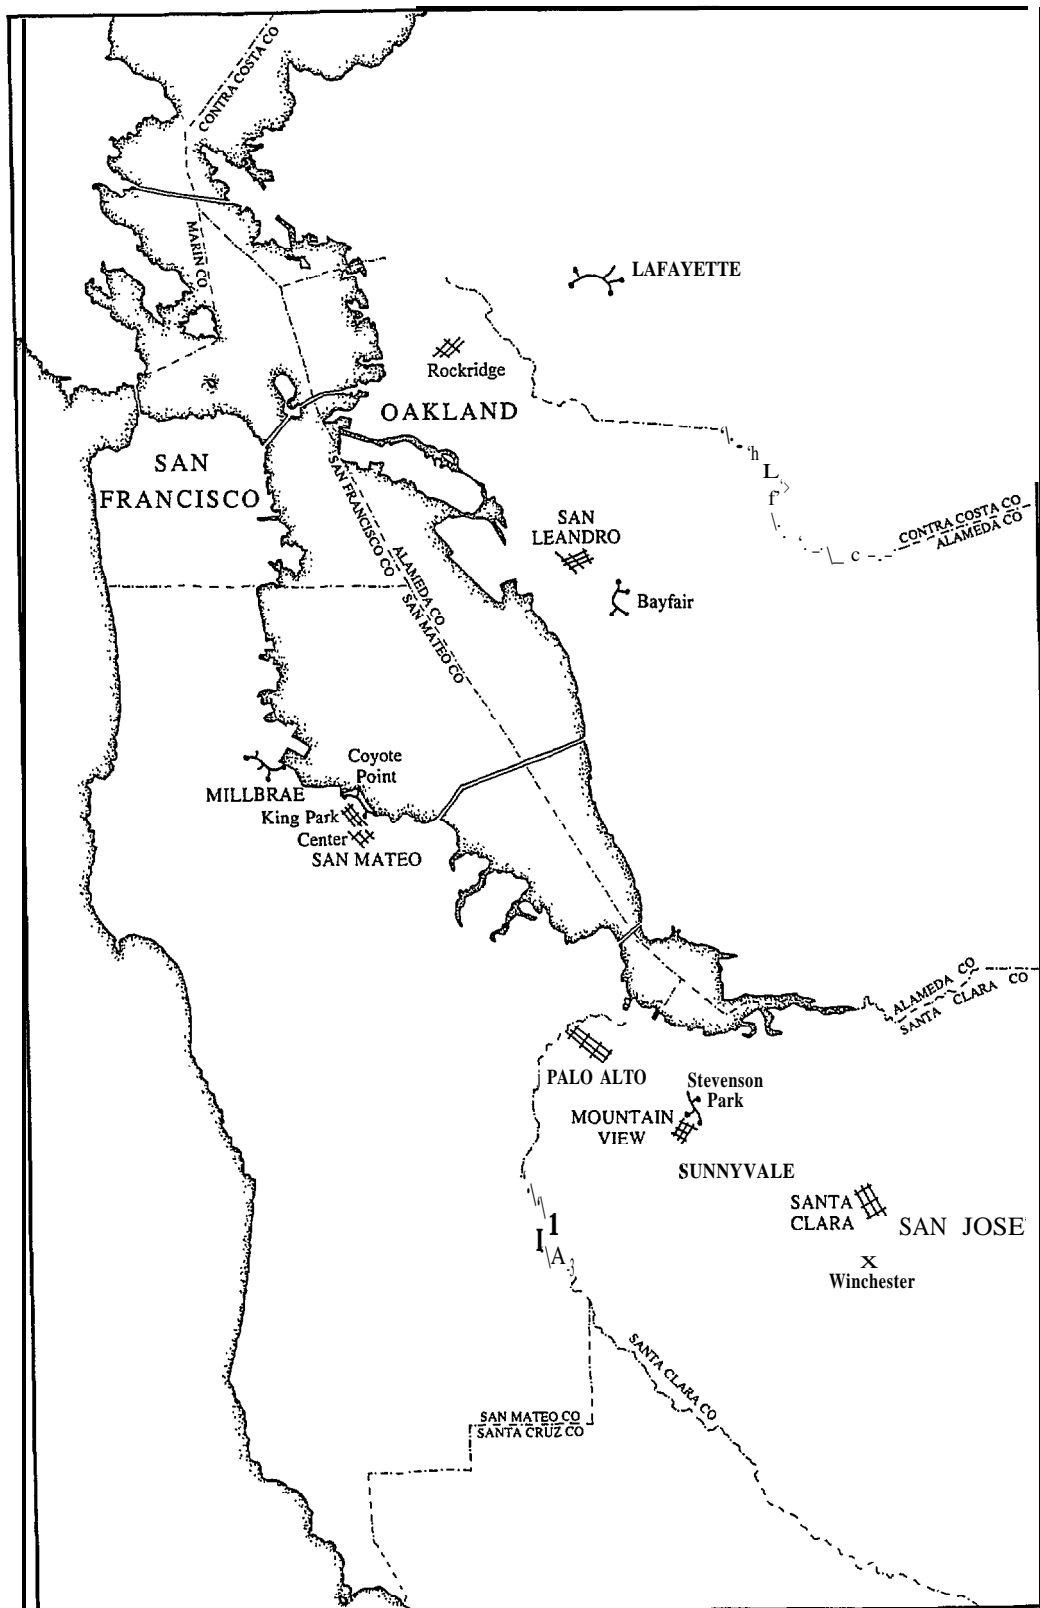 CONTRA COSTA CO
MARIN CO
LAFAYETTE
Rockridge
OAKLAND
SAN
FRANCISCO
SAN FRANCISCO CO
ALAMEDA CO
SAN MATEO CO
SAN
LEANDRO
CONTRA COSTA CO
ALAMEDA CO
Bayfair
Coyote
Point
MILLBRAE
King Park
Center
SAN MATEO
ALAMEDA CO
SANTA CLARA CO
PALO ALTO
Stevenson
Park
MOUNTAIN
VIEW
SUNNYVALE
SANTA
CLARA
SAN JOSE
X
Winchester
SANTA CLARA CO
SAN MATEO CO
SANTA CRUZ CO